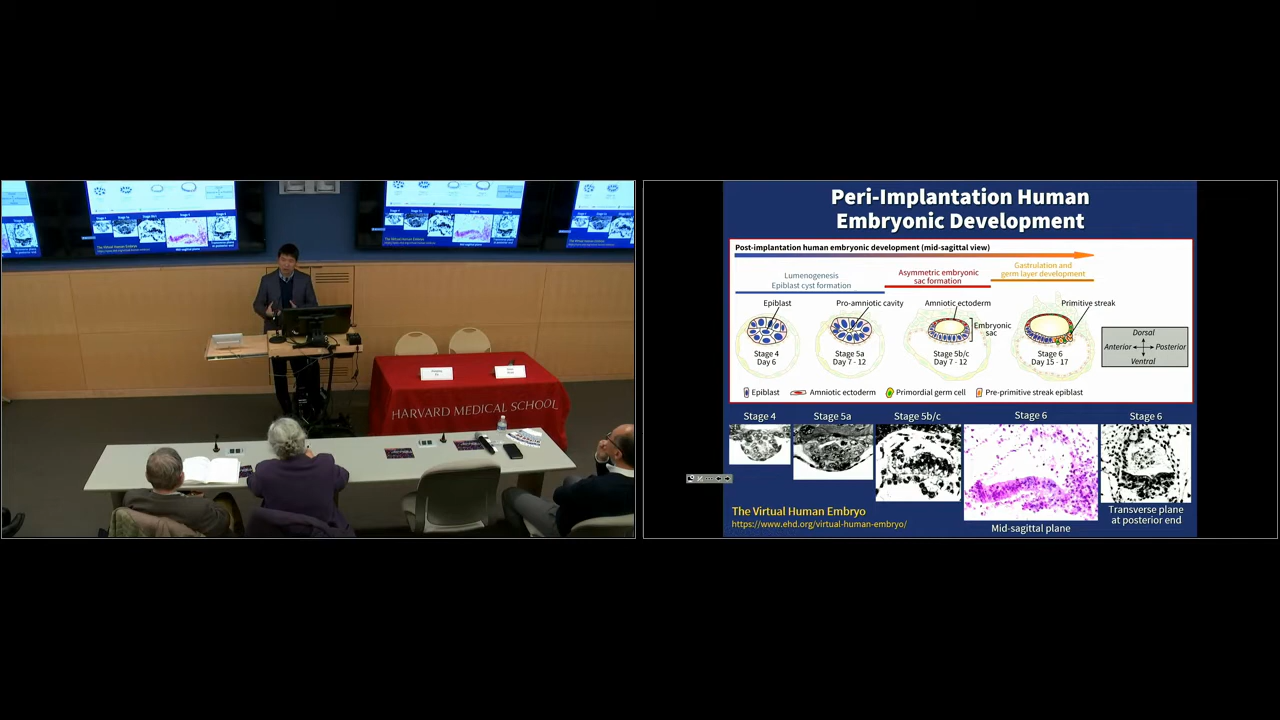 HARVARD MEDICAL SCHOOL
Peri-Implantation Human
Embryonic Development
Post-implantation human embryonic development (mid-sagittal view)
Lumenogenesis
Epiblast cyst formation
Asymmetric embryonic
sac formation
Gastrulation and
germ layer development
Epiblast
Pro-amniotic cavity
Amniotic ectoderm
Primitive streak
Embryonic
sac
Stage 4
Day 6
Stage 5a
Day 7 - 12
Stage 5b/c
Day 7 - 12
Stage 6
Day 15 - 17
Dorsal
Anterior
Posterior
Ventral
Epiblast
Amniotic ectoderm
Primordial germ cell
Pre-primitive streak epiblast
Stage 4
Stage 5a
Stage 5b/c
Stage 6
Stage 6
The Virtual Human Embryo
https://www.ehd.org/virtual-human-embryo/
Mid-sagittal plane
Transverse plane
at posterior end